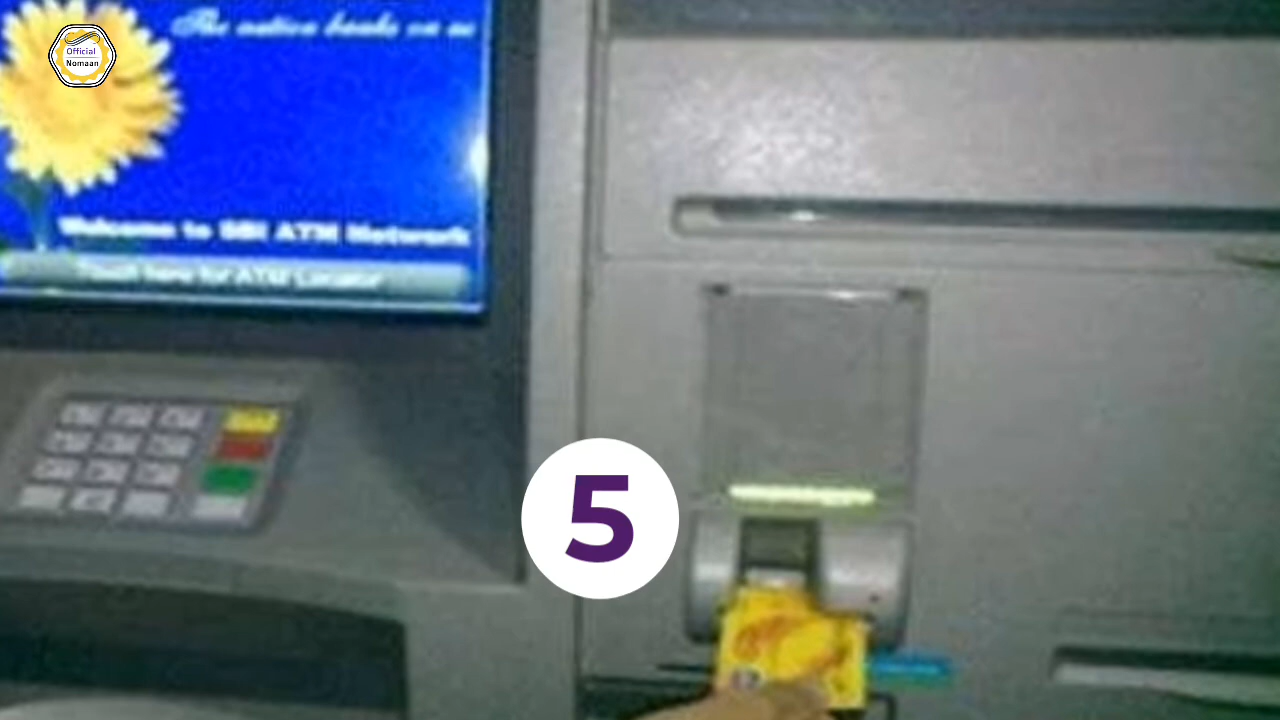 The nation banks on us
Official
Nomaan
Welcome to SBI ATM Network
Touch here for ATM Locator
5